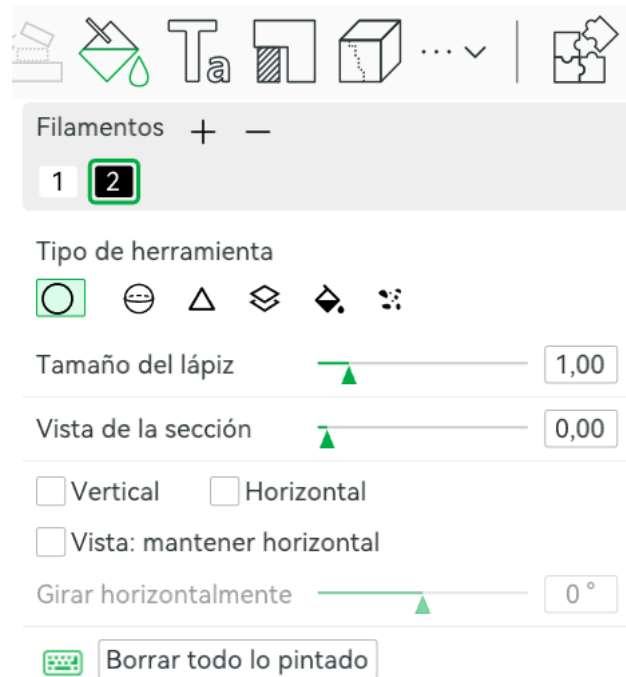 Ta
Filamentos + −
1 2
Tipo de herramienta
Tamaño del lápiz 1,00
Vista de la sección 0,00
Vertical Horizontal
Vista: mantener horizontal
Girar horizontalmente 0 °
Borrar todo lo pintado